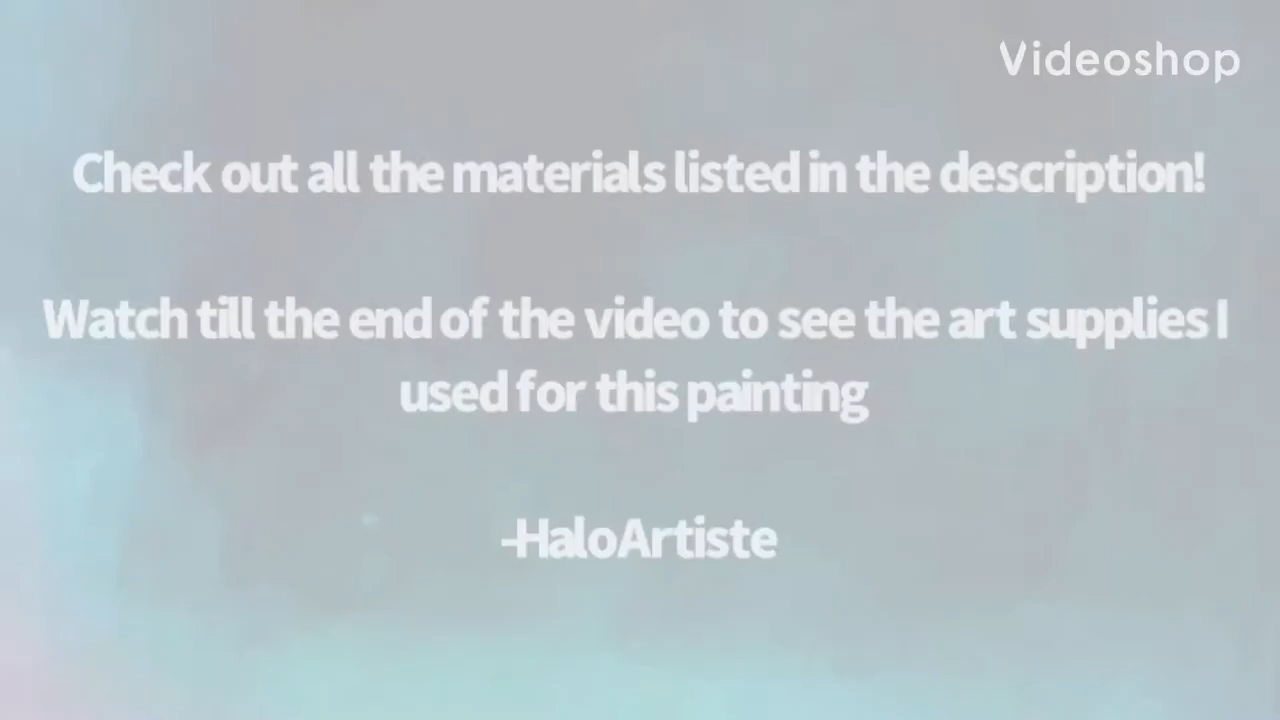 Videoshop
Check out all the materials listed in the description!
Watch till the end of the video to see the art supplies I
used for this painting
-HaloArtiste